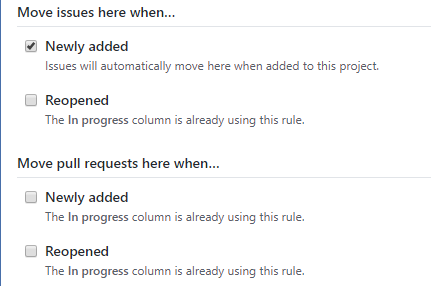 Move issues here when...
Newly added
Issues will automatically move here when added to this project.
Reopened
The In progress column is already using this rule.
Move pull requests here when...
Newly added
The In progress column is already using this rule.
Reopened
The In progress column is already using this rule.